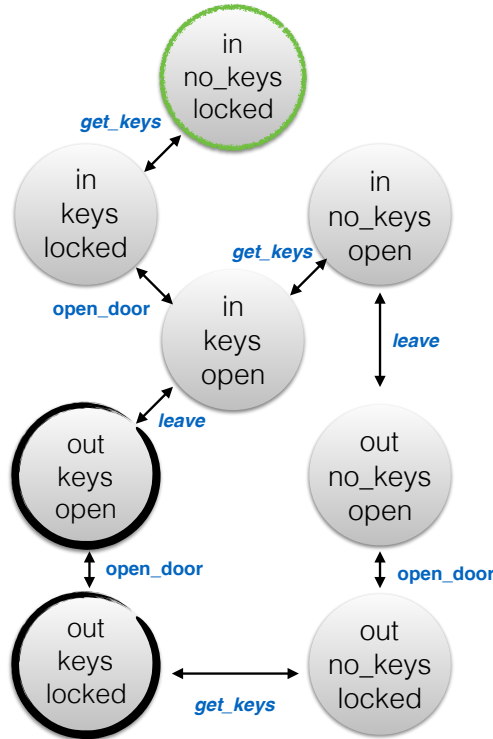 in
no_keys
locked
get_keys
in
keys
locked
in
no_keys
open
get_keys
open_door
in
keys
open
leave
leave
out
keys
open
out
no_keys
open
open_door
open_door
out
keys
locked
out
no_keys
locked
get_keys